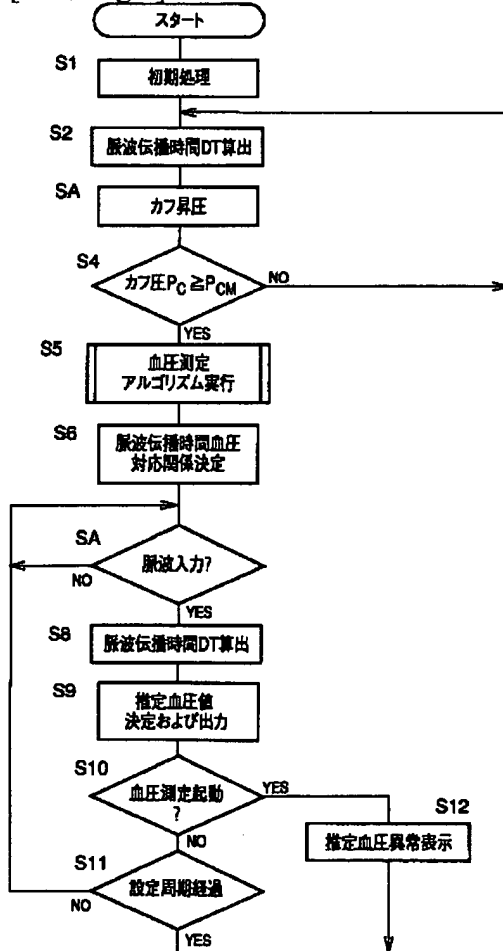 スタート
S1
初期処理
S2
脈波伝播時間DT算出
SA
カフ昇圧
S4
カフ圧PC≧PCM
NO
YES
S5
血圧測定
アルゴリズム実行
S6
脈波伝播時間血圧
対応関係決定
SA
脈波入力?
NO
YES
S8
脈波伝播時間DT算出
S9
推定血圧値
決定および出力
S10
血圧測定起動
?
YES
NO
S12
推定血圧異常表示
S11
設定周期経過
NO
YES